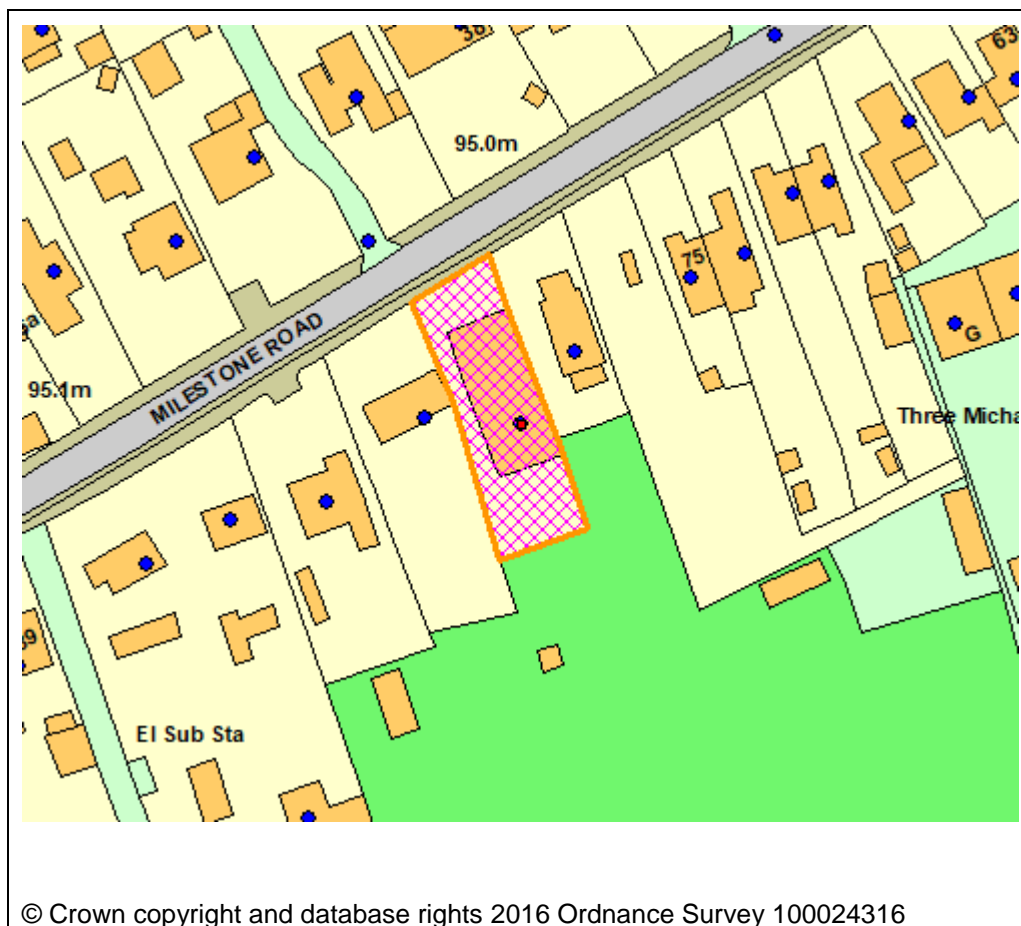 38
63
95.0m
75
MILESTONE ROAD
95.1m
G
El Sub Sta
© Crown copyright and database rights 2016 Ordnance Survey 100024316